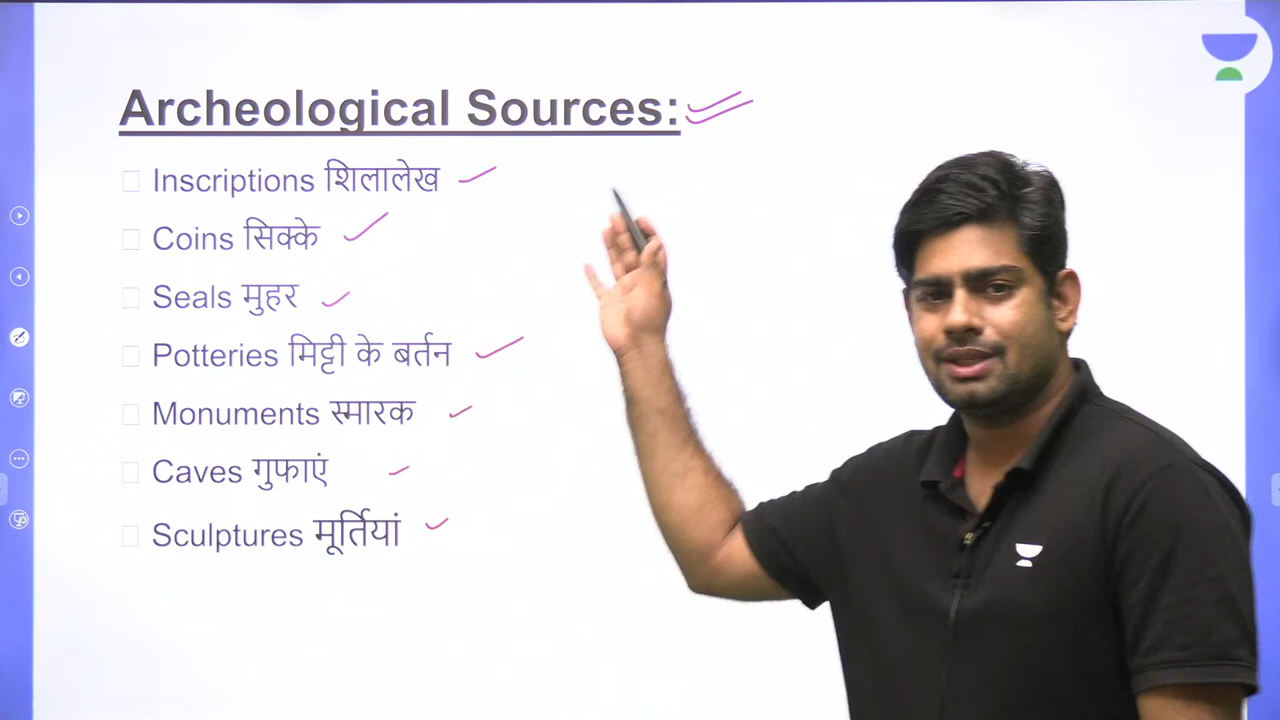 Archeological Sources:
Inscriptions शिलालेख
Coins सिक्के
Seals मुहर
Potteries मिट्टी के बर्तन
Monuments स्मारक
Caves गुफाएं
Sculptures मूर्तियां